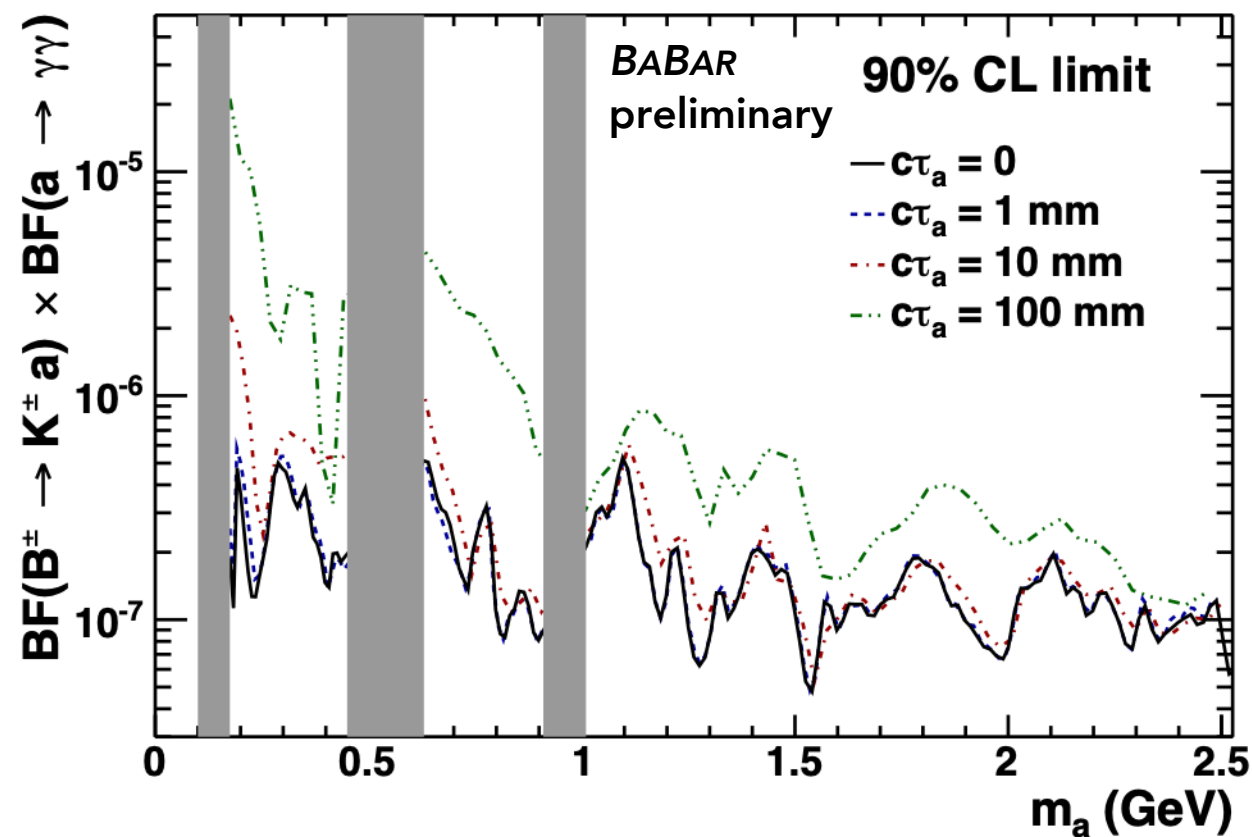 BF(B± → K± a) × BF(a → γγ)
BABAR
preliminary
90% CL limit
cτₐ = 0
cτₐ = 1 mm
cτₐ = 10 mm
cτₐ = 100 mm
10⁻⁵
10⁻⁶
10⁻⁷
0 0.5 1 1.5 2 2.5
mₐ (GeV)